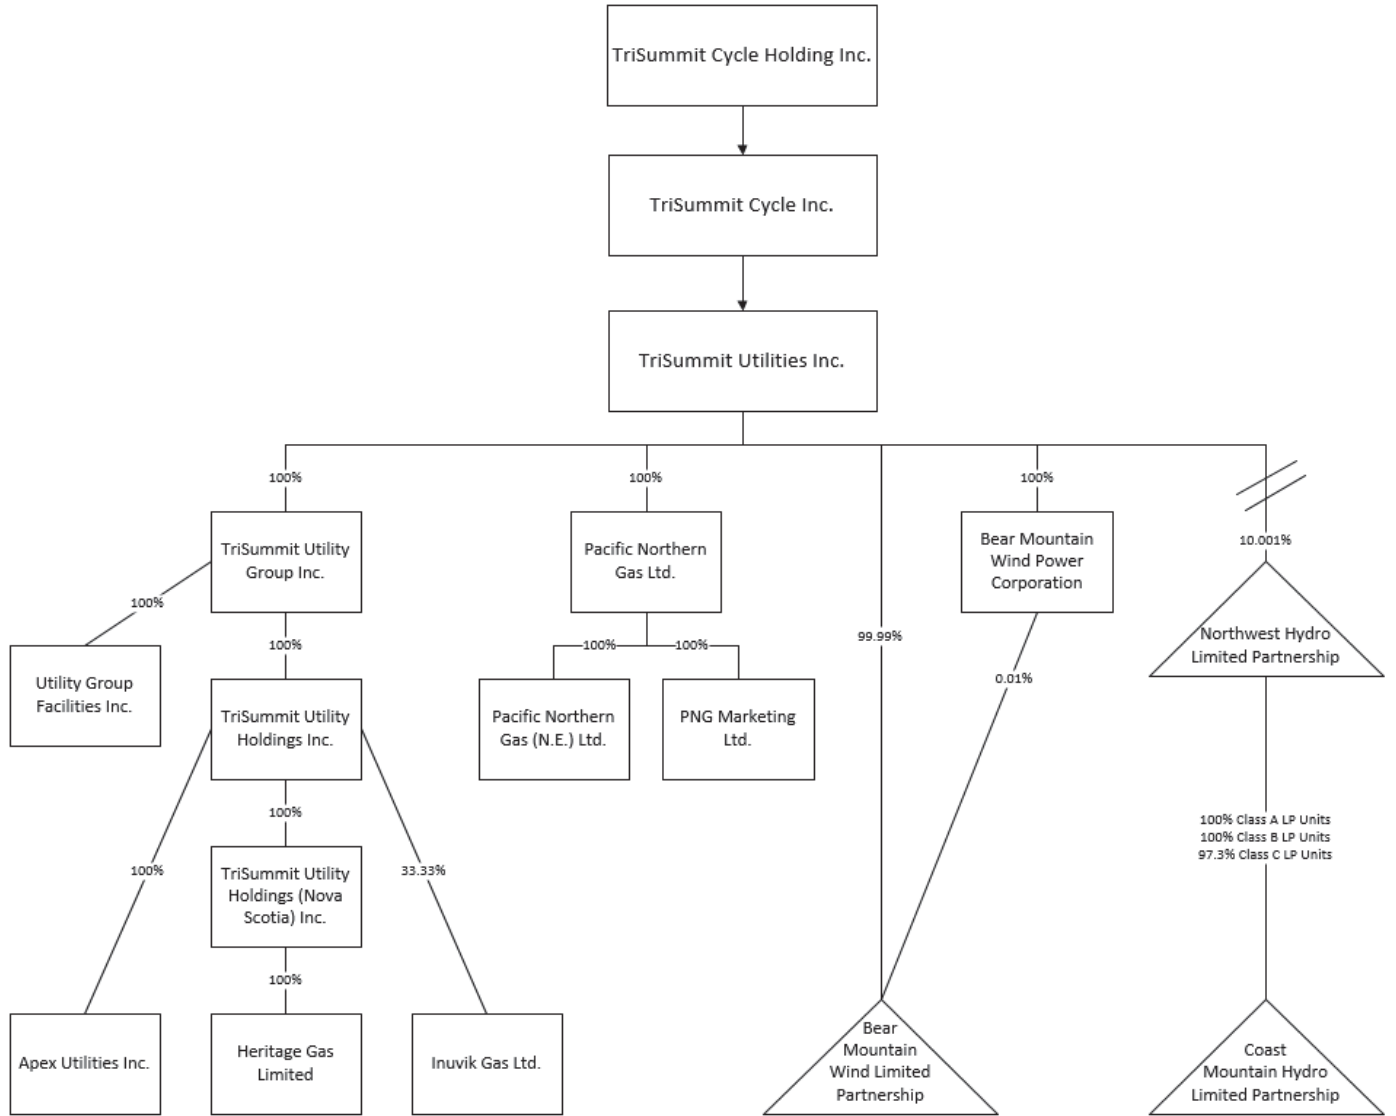 TriSummit Cycle Holding Inc.
TriSummit Cycle Inc.
TriSummit Utilities Inc.
100%
100%
100%
10.001%
TriSummit Utility
Group Inc.
Pacific Northern
Gas Ltd.
Bear Mountain
Wind Power
Corporation
Northwest Hydro
Limited Partnership
100%
100%
100%
100%
99.99%
0.01%
Utility Group
Facilities Inc.
TriSummit Utility
Holdings Inc.
Pacific Northern
Gas (N.E.) Ltd.
PNG Marketing
Ltd.
100%
100%
33.33%
100% Class A LP Units
100% Class B LP Units
97.3% Class C LP Units
TriSummit Utility
Holdings (Nova
Scotia) Inc.
100%
Apex Utilities Inc.
Heritage Gas
Limited
Inuvik Gas Ltd.
Bear
Mountain
Wind Limited
Partnership
Coast
Mountain Hydro
Limited Partnership